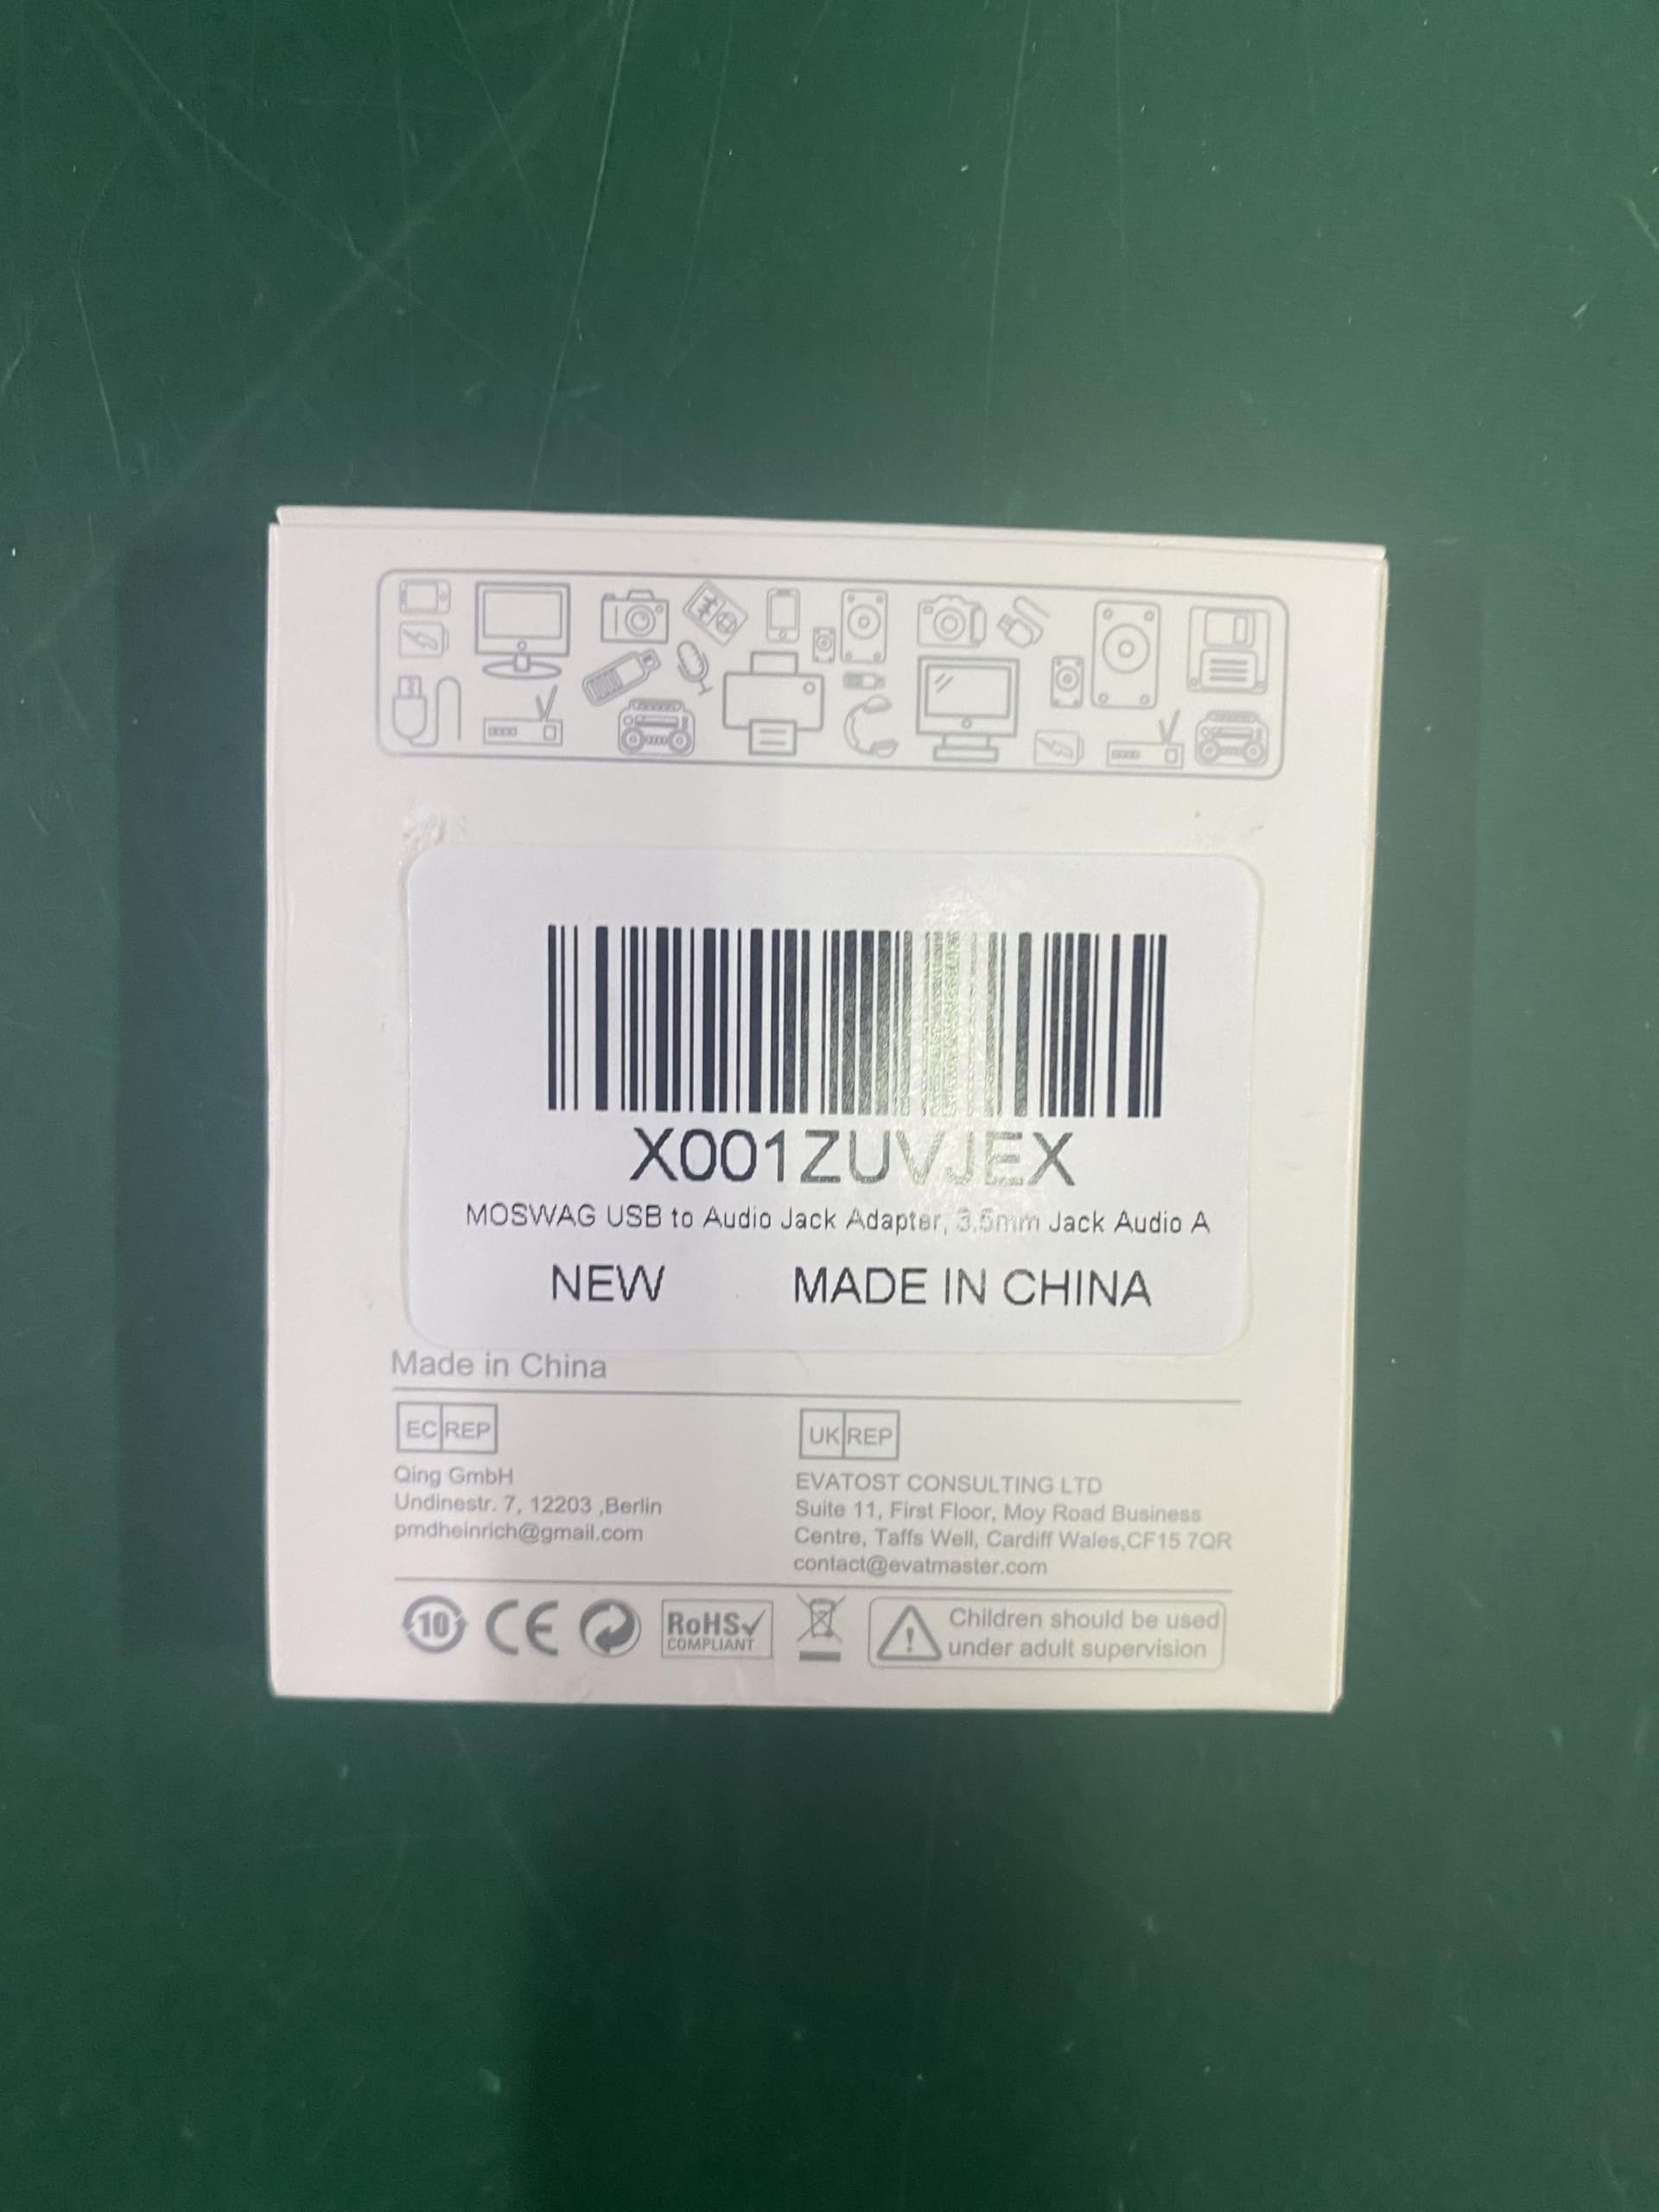 X001ZUVJEX
MOSWAG USB to Audio Jack Adapter, 3.5mm Jack Audio A
NEW MADE IN CHINA
Made in China
EC REP
Qing GmbH
Undinestr. 7, 12203 ,Berlin
pmdheinrich@gmail.com
UK REP
EVATOST CONSULTING LTD
Suite 11, First Floor, Moy Road Business
Centre, Taffs Well, Cardiff Wales,CF15 7QR
contact@evatmaster.com
10
CE
RoHS
COMPLIANT
Children should be used
under adult supervision